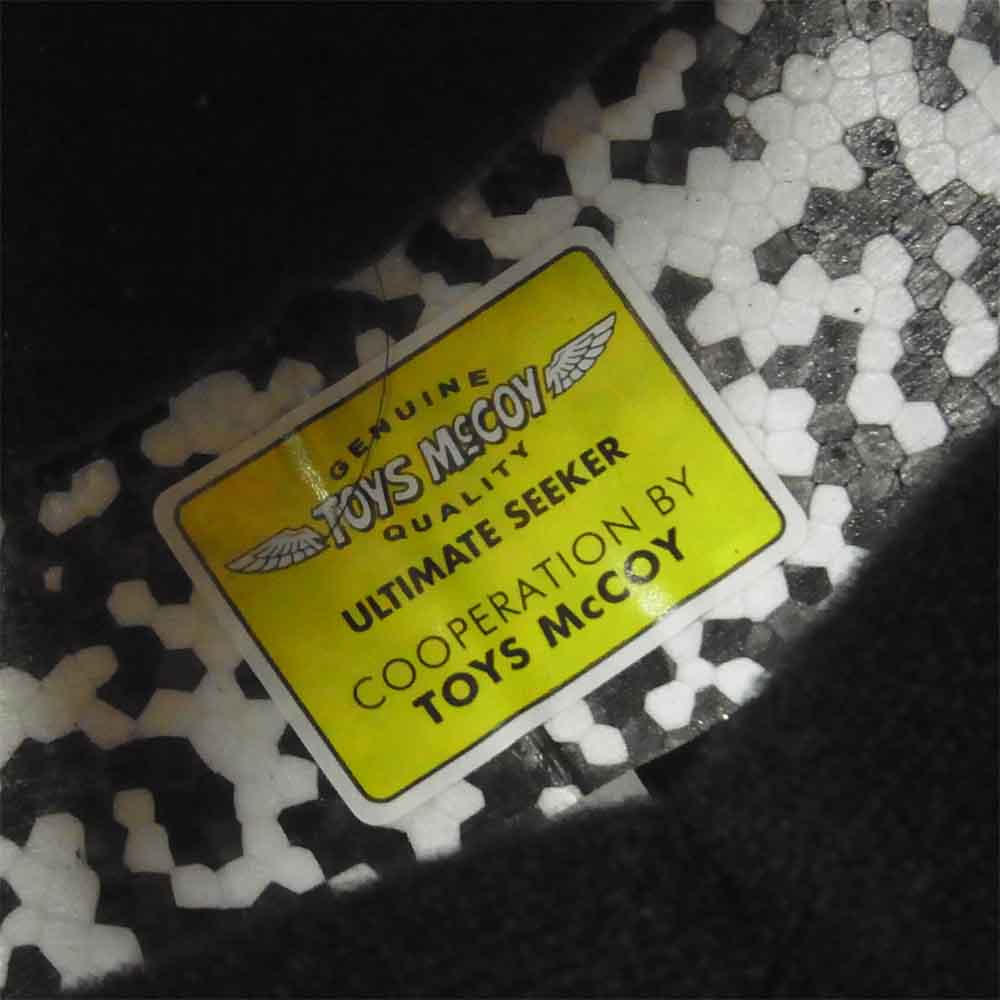 GENUINE
TOYS McCOY
QUALITY
ULTIMATE SEEKER
COOPERATION BY
TOYS McCOY